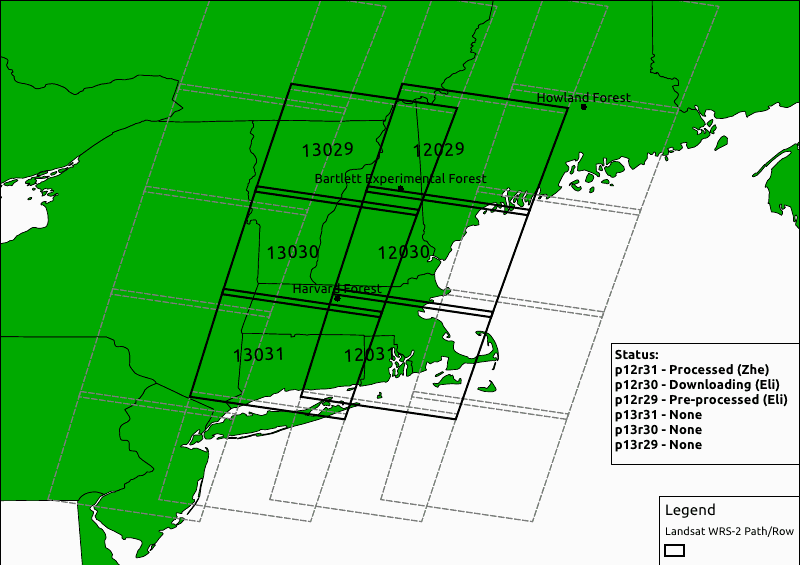 Howland Forest
13029
12029
Bartlett Experimental Forest
13030
12030
Harvard Forest
13031
12031
Status:
p12r31 - Processed (Zhe)
p12r30 - Downloading (Eli)
p12r29 - Pre-processed (Eli)
p13r31 - None
p13r30 - None
p13r29 - None
Legend
Landsat WRS-2 Path/Row